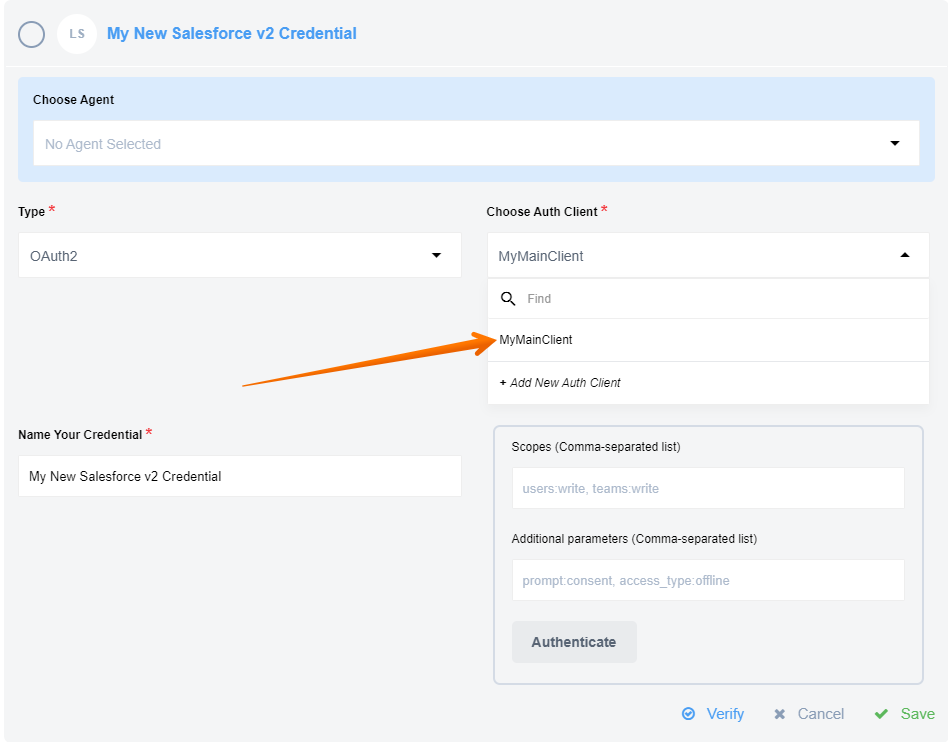 LS My New Salesforce v2 Credential
Choose Agent
No Agent Selected
Type *
OAuth2
Choose Auth Client *
MyMainClient
Find
MyMainClient
+ Add New Auth Client
Name Your Credential *
My New Salesforce v2 Credential
Scopes (Comma-separated list)
users:write, teams:write
Additional parameters (Comma-separated list)
prompt:consent, access_type:offline
Authenticate
Verify Cancel Save